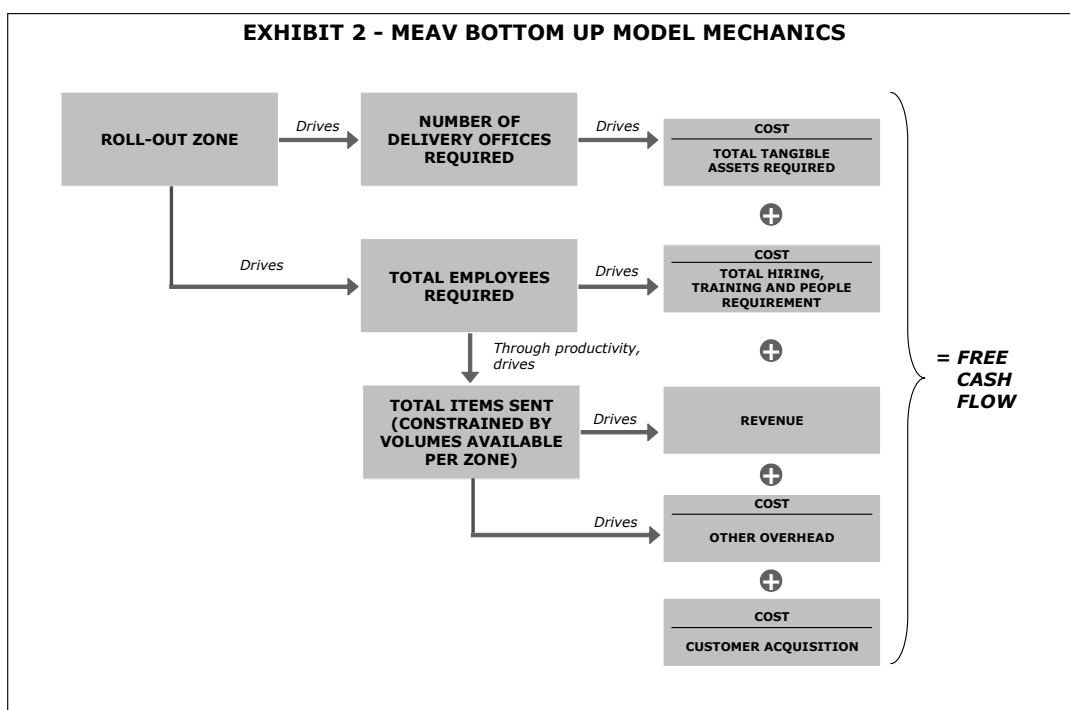 EXHIBIT 2 - MEAV BOTTOM UP MODEL MECHANICS
ROLL-OUT ZONE
Drives
NUMBER OF
DELIVERY OFFICES
REQUIRED
Drives
COST
TOTAL TANGIBLE
ASSETS REQUIRED
+
Drives
TOTAL EMPLOYEES
REQUIRED
Drives
COST
TOTAL HIRING,
TRAINING AND PEOPLE
REQUIREMENT
Through productivity,
drives
+
TOTAL ITEMS SENT
(CONSTRAINED BY
VOLUMES AVAILABLE
PER ZONE)
Drives
REVENUE
+
Drives
COST
OTHER OVERHEAD
+
COST
CUSTOMER ACQUISITION
= FREE
CASH
FLOW